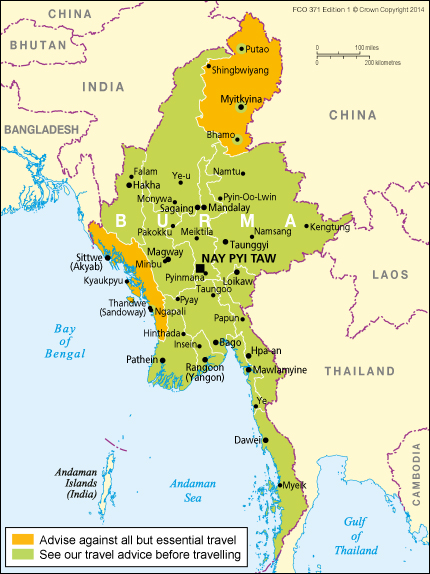 FCO 371 Edition 1 © Crown Copyright 2014
CHINA
BHUTAN
Putao
0 100 miles
0 200 kilometres
Shingbwiyang
INDIA
Myitkyina
CHINA
BANGLADESH
Bhamo
Falam
Ye-u
Namtu
Hakha
Monywa
Pyin-Oo-Lwin
Sagaing
Mandalay
BURMA
Pakokku
Meiktila
Namsang
Kengtung
Taunggyi
Magway
NAY PYI TAW
Sittwe
(Akyab)
Minbu
LAOS
Pyinmana
Loikaw
Kyaukpyu
Taungoo
Thandwe
(Sandoway)
Pyay
Ngapali
Papun
Bay
of
Bengal
Hinthada
Insein
Bago
Hpa-an
Pathein
Rangoon
(Yangon)
Mawlamyine
THAILAND
Ye
Dawei
CAMBODIA
Andaman
Islands
(India)
Andaman
Sea
Myeik
Gulf
of
Thailand
Advise against all but essential travel
See our travel advice before travelling